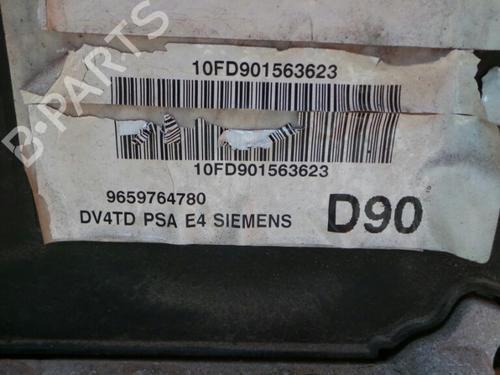 10FD901563623
B-PARTS
10FD901563623
9659764780
DV4TD PSA E4 SIEMENS
D90